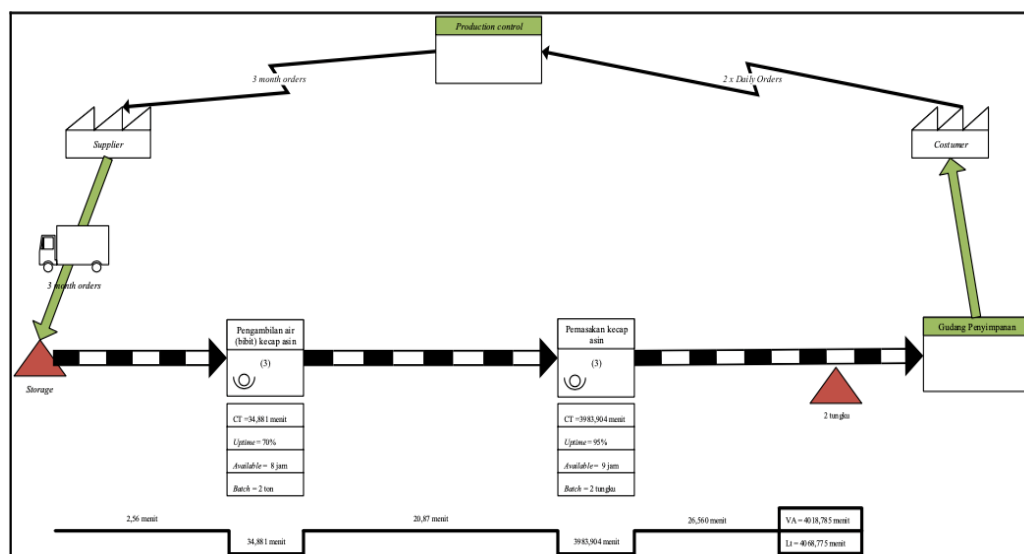 Production control
3 month orders
2 x Daily Orders
Supplier
Costumer
3 month orders
Storage
Pengambilan air
(bibit) kecap asin
(3)
CT =34,881 menit
Uptime = 70%
Available = 8 jam
Batch = 2 ton
Pemasakan kecap
asin
(3)
CT =3983,904 menit
Uptime = 95%
Available = 9 jam
Batch = 2 tungku
2 tungku
Gudang Penyimpanan
2,56 menit
34,881 menit
20,87 menit
3983,904 menit
26,560 menit
VA = 4018,785 menit
Lt = 4068,775 menit